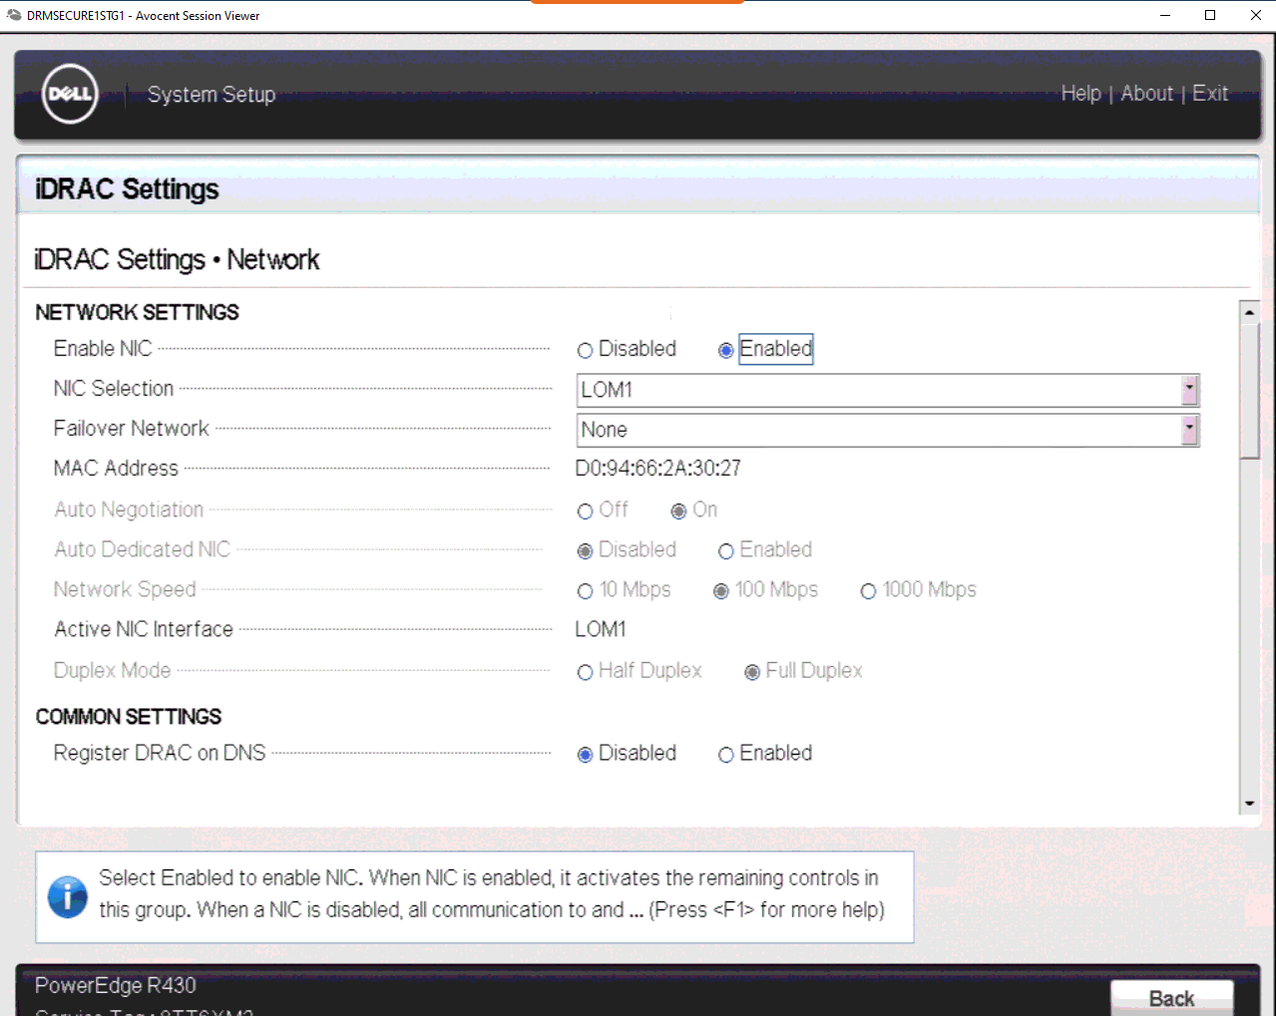 DRMSECURE1STG1 - Avocent Session Viewer
DELL
System Setup
Help | About | Exit
iDRAC Settings
iDRAC Settings • Network
NETWORK SETTINGS
Enable NIC Disabled Enabled
NIC Selection LOM1
Failover Network None
MAC Address D0:94:66:2A:30:27
Auto Negotiation Off On
Auto Dedicated NIC Disabled Enabled
Network Speed 10 Mbps 100 Mbps 1000 Mbps
Active NIC Interface LOM1
Duplex Mode Half Duplex Full Duplex
COMMON SETTINGS
Register DRAC on DNS Disabled Enabled
Select Enabled to enable NIC. When NIC is enabled, it activates the remaining controls in
this group. When a NIC is disabled, all communication to and ... (Press <F1> for more help)
PowerEdge R430
Back